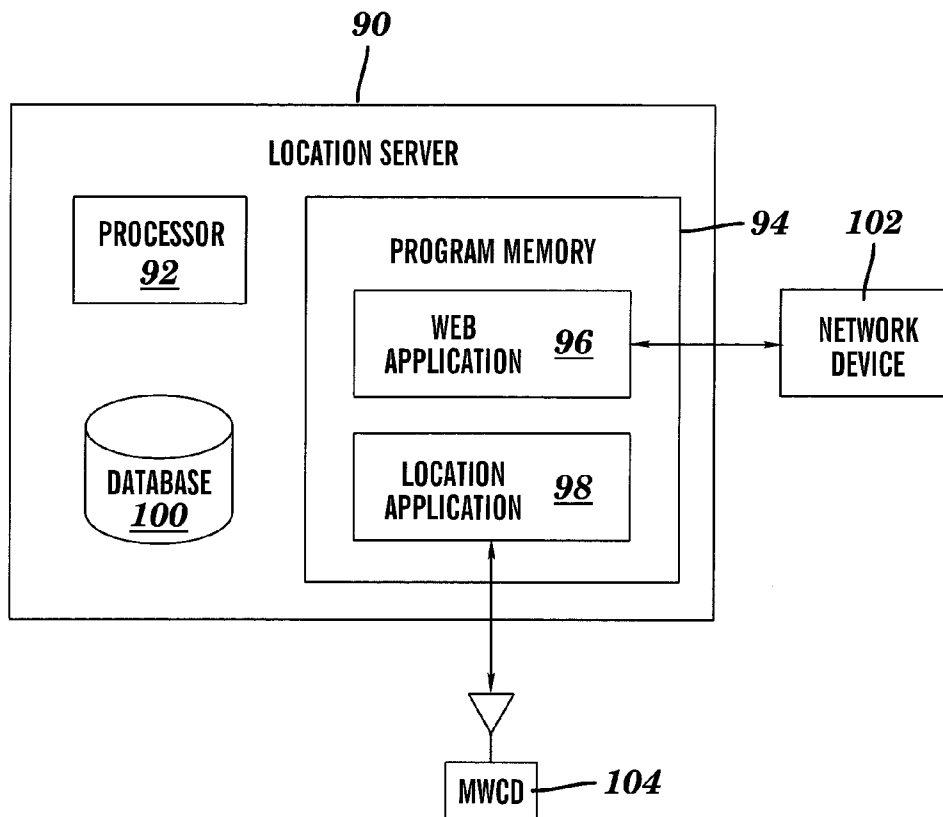 90
LOCATION SERVER
PROCESSOR
92
94
PROGRAM MEMORY
102
WEB
APPLICATION 96
NETWORK
DEVICE
DATABASE
100
LOCATION
APPLICATION 98
MWCD
104